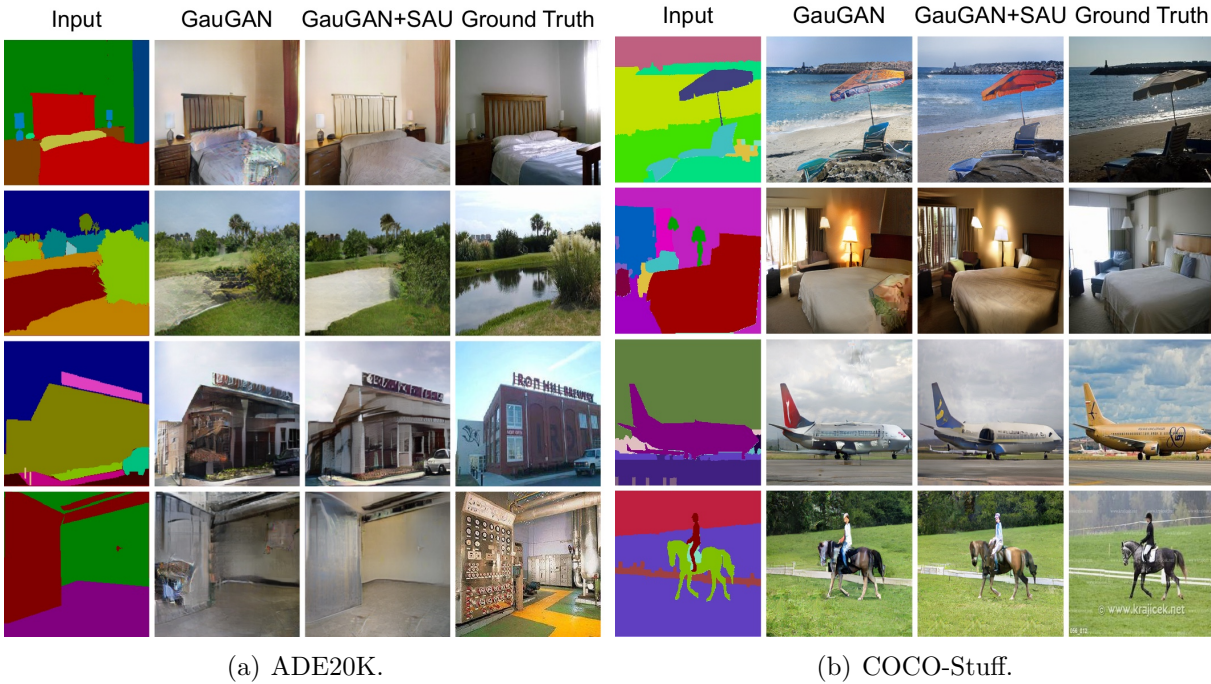 Input GauGAN GauGAN+SAU Ground Truth
Input GauGAN GauGAN+SAU Ground Truth
IRON HILL BREWERY
© www.krajicek.net
(a) ADE20K.
(b) COCO-Stuff.